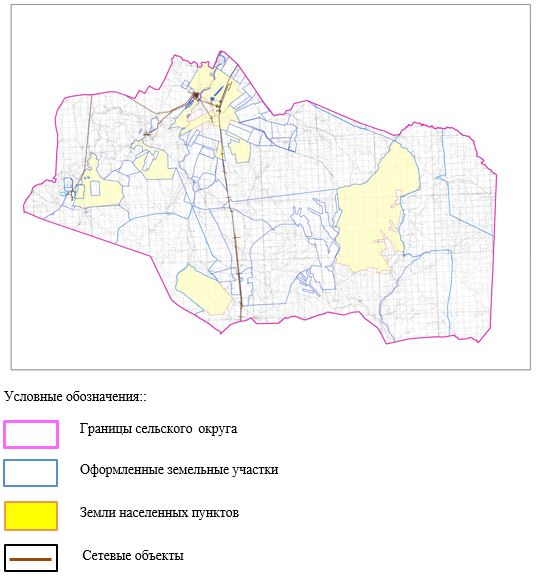 Условные обозначения::
Границы сельского округа
Оформленные земельные участки
Земли населенных пунктов
Сетевые объекты